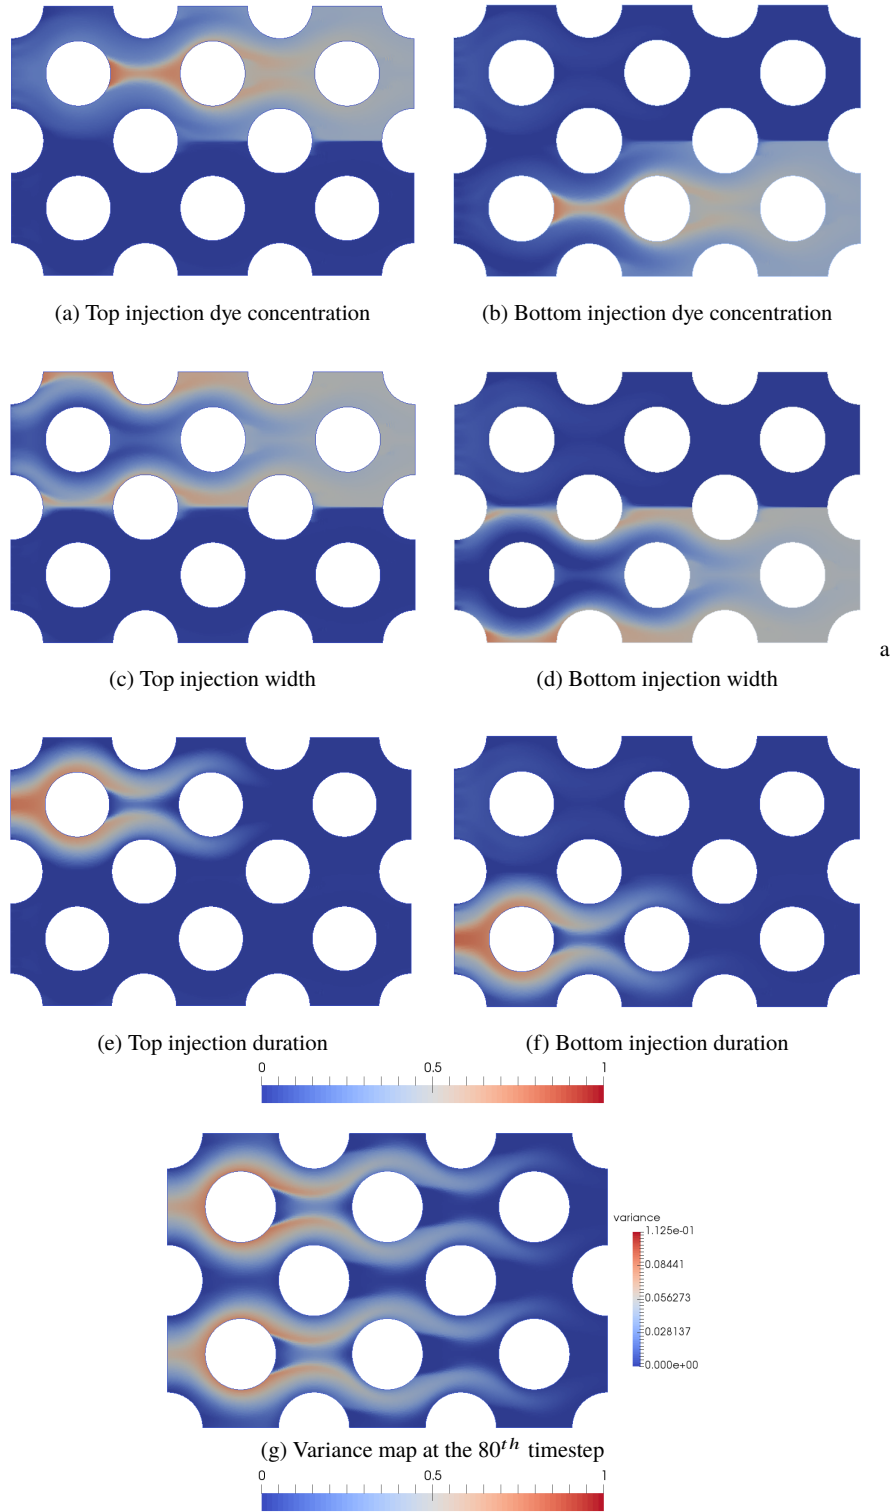 (a) Top injection dye concentration
(b) Bottom injection dye concentration
a
(c) Top injection width
(d) Bottom injection width
(e) Top injection duration
(f) Bottom injection duration
0 0.5 1
variance
1.125e-01
0.08441
0.056273
0.028137
0.000e+00
(g) Variance map at the 80th timestep
0 0.5 1